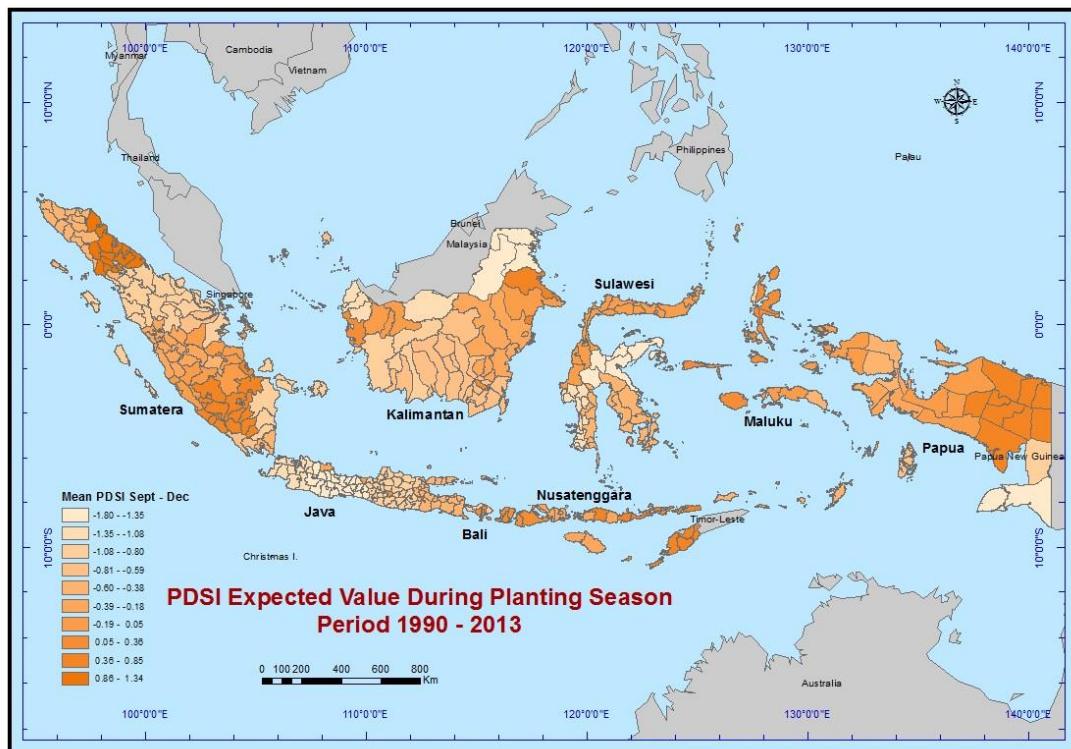 100°0'0"E
110°0'0"E
120°0'0"E
130°0'0"E
140°0'0"E
Myanmar
Cambodia
Vietnam
10°0'0"N
10°0'0"N
N
W
E
S
Thailand
Philippines
Palau
Brunei
Malaysia
Singapore
Sulawesi
0°0'0"
0°0'0"
Sumatera
Kalimantan
Maluku
Papua
Papua New Guinea
Mean PDSI Sept - Dec
-1.80 - -1.35
-1.35 - -1.08
-1.08 - -0.80
-0.81 - -0.59
-0.60 - -0.38
-0.39 - -0.18
-0.19 - 0.05
0.05 - 0.36
0.36 - 0.85
0.86 - 1.34
Java
Nusatenggara
Bali
Timor-Leste
10°0'0"S
10°0'0"S
Christmas I.
PDSI Expected Value During Planting Season
Period 1990 - 2013
0 100 200 400 600 800
Km
Australia
100°0'0"E
110°0'0"E
120°0'0"E
130°0'0"E
140°0'0"E